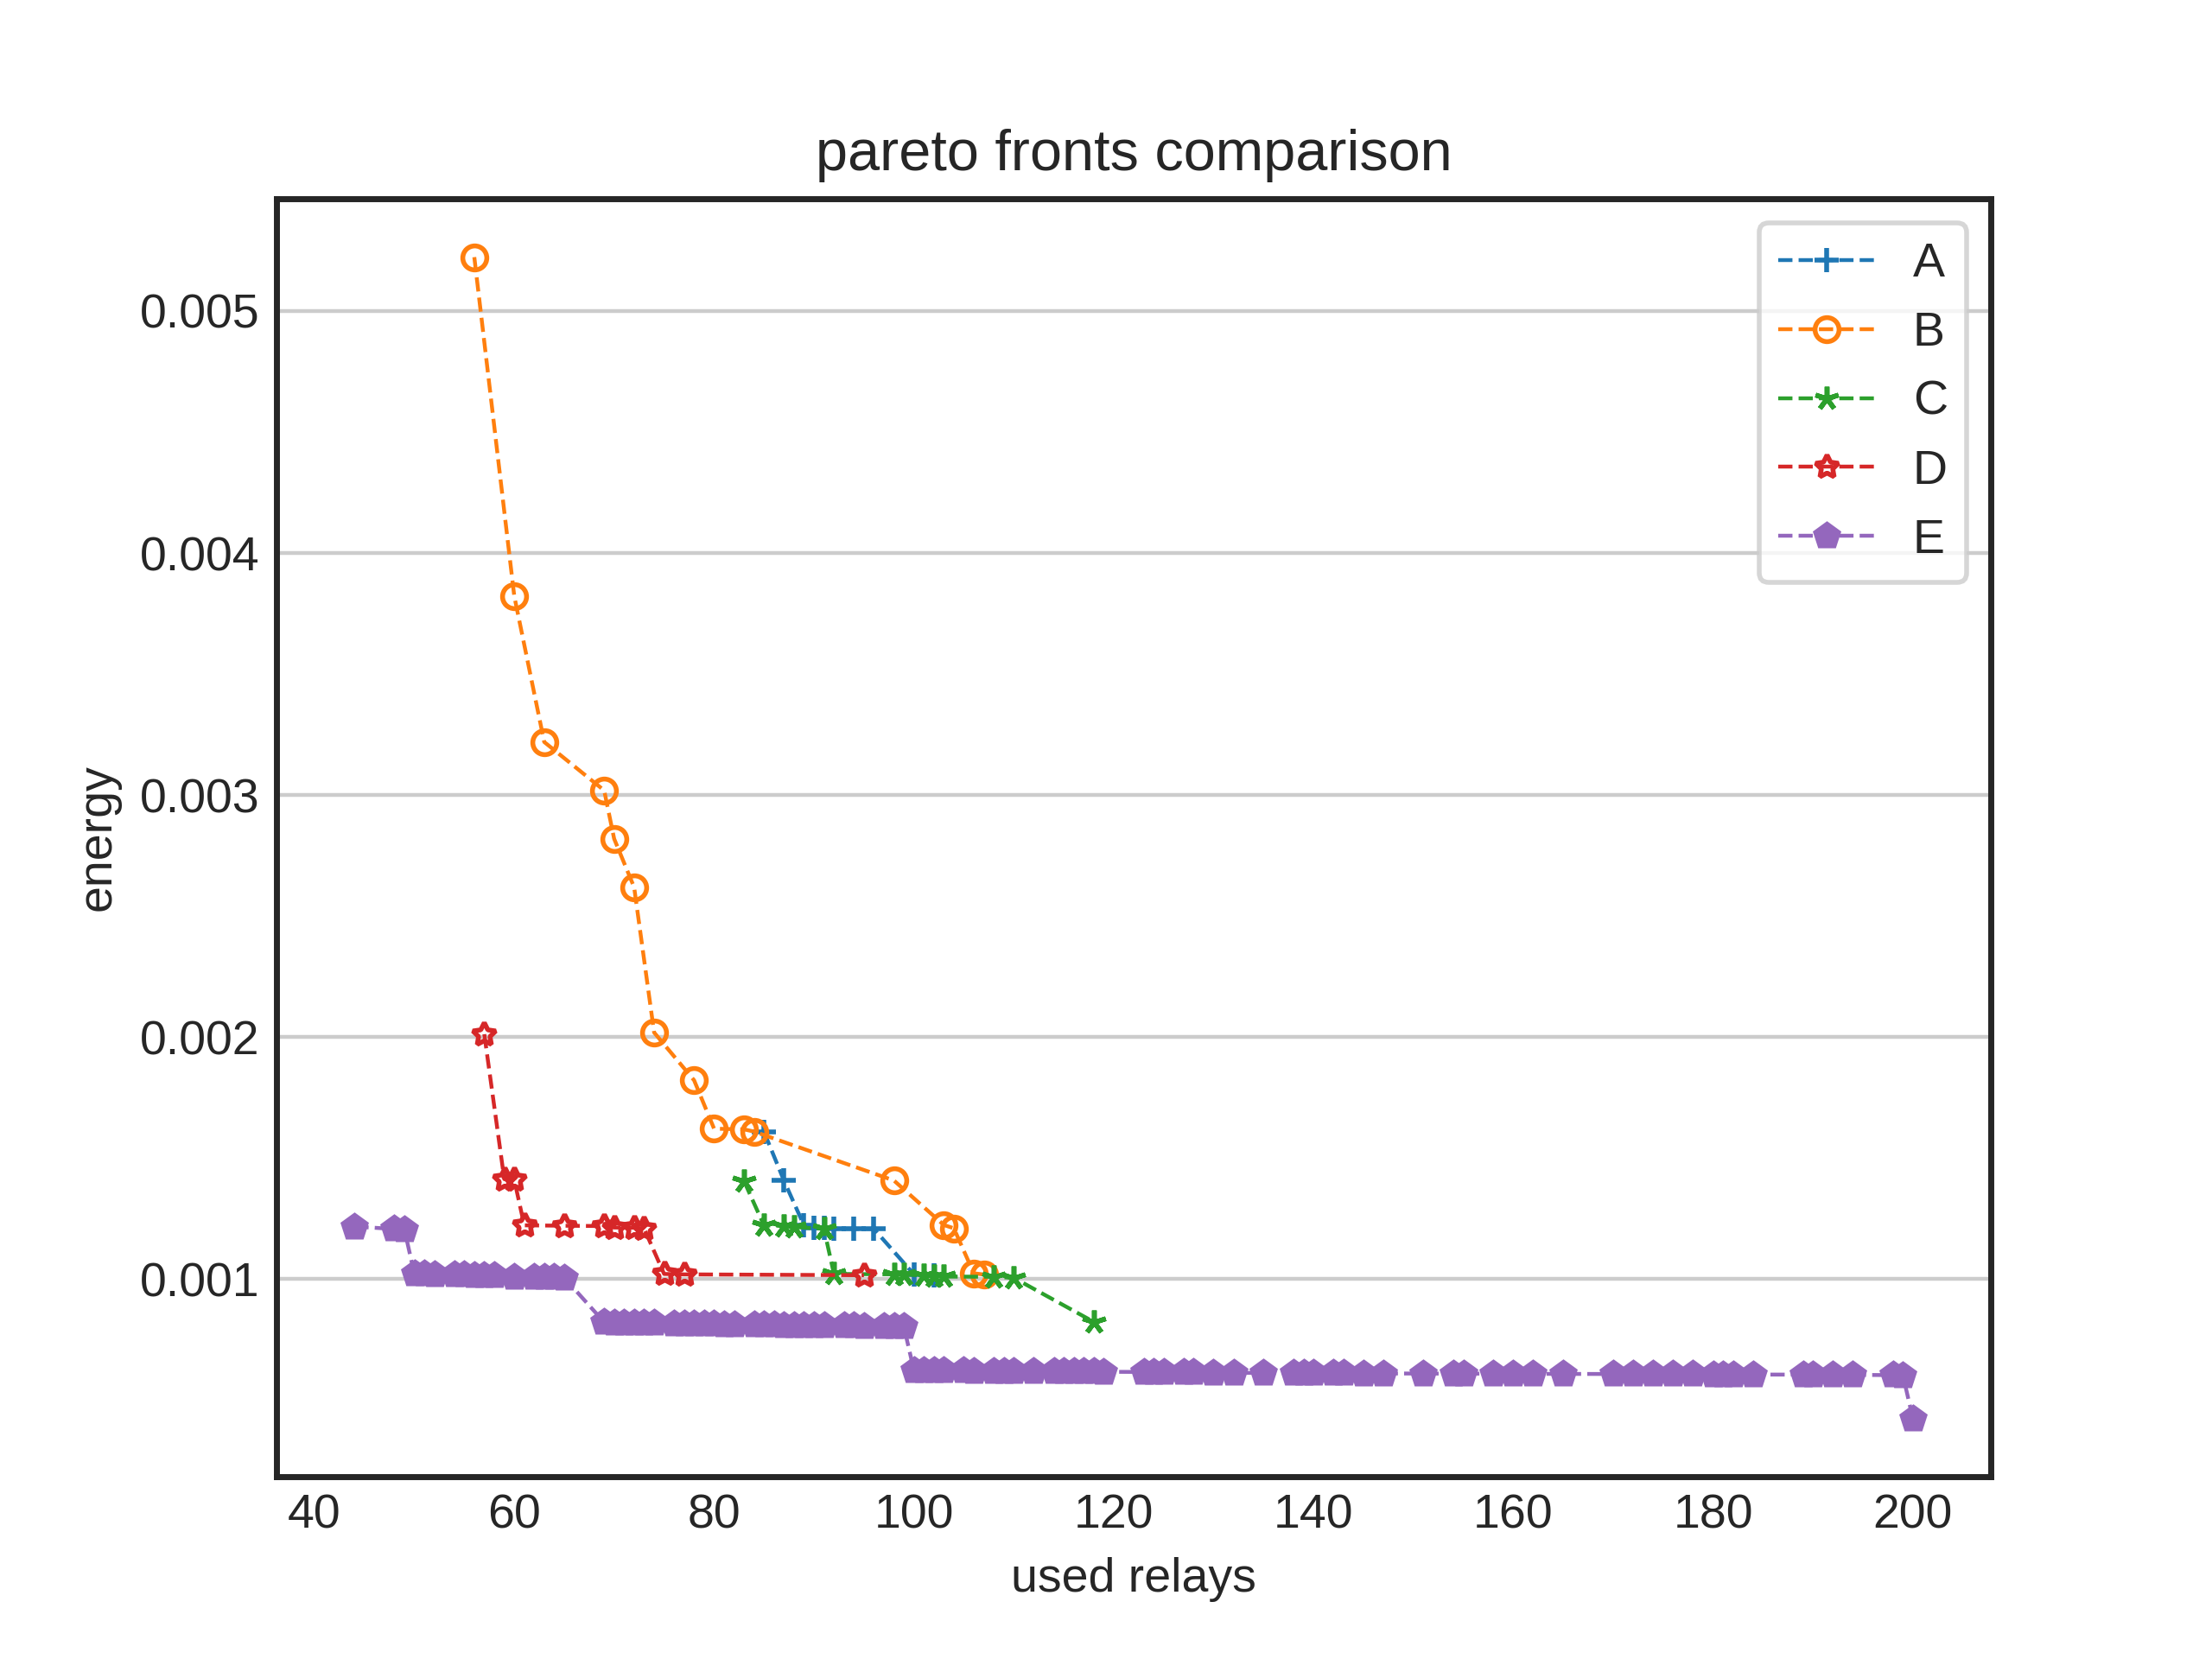 pareto fronts comparison
A
B
C
D
E
energy
0.005
0.004
0.003
0.002
0.001
40 60 80 100 120 140 160 180 200
used relays